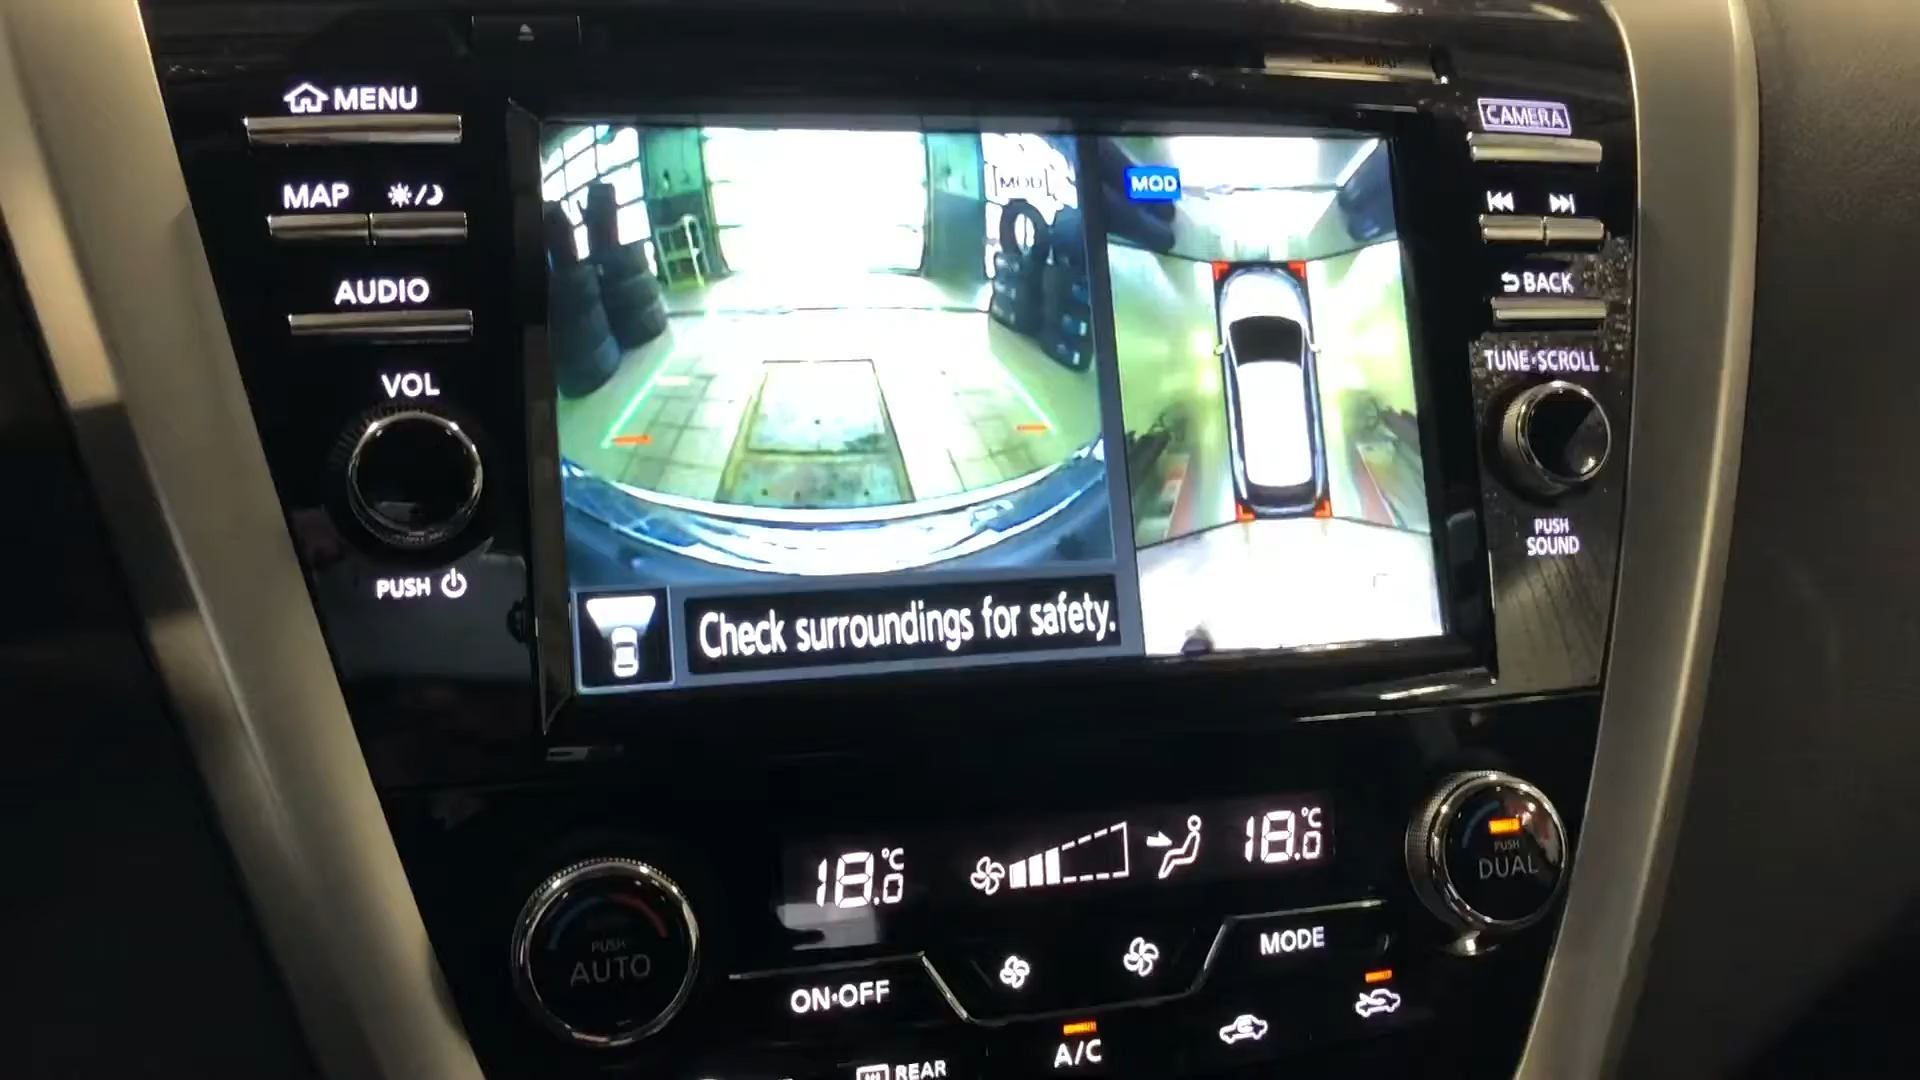 MENU
CAMERA
MAP
AUDIO
VOL
PUSH
[MOD]
MOD
BACK
TUNE·SCROLL
PUSH
SOUND
Check surroundings for safety.
18.0°C
18.0°C
PUSH
AUTO
PUSH
DUAL
ON·OFF
MODE
A/C
REAR